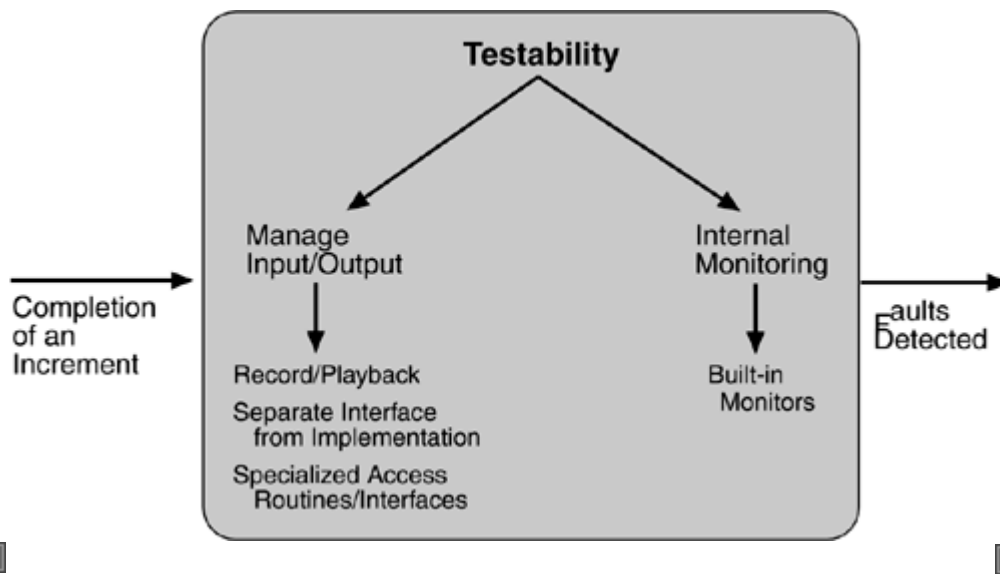 Testability
Manage
Input/Output
Internal
Monitoring
Completion
of an
Increment
Faults
Detected
Record/Playback
Separate Interface
from Implementation
Specialized Access
Routines/Interfaces
Built-in
Monitors